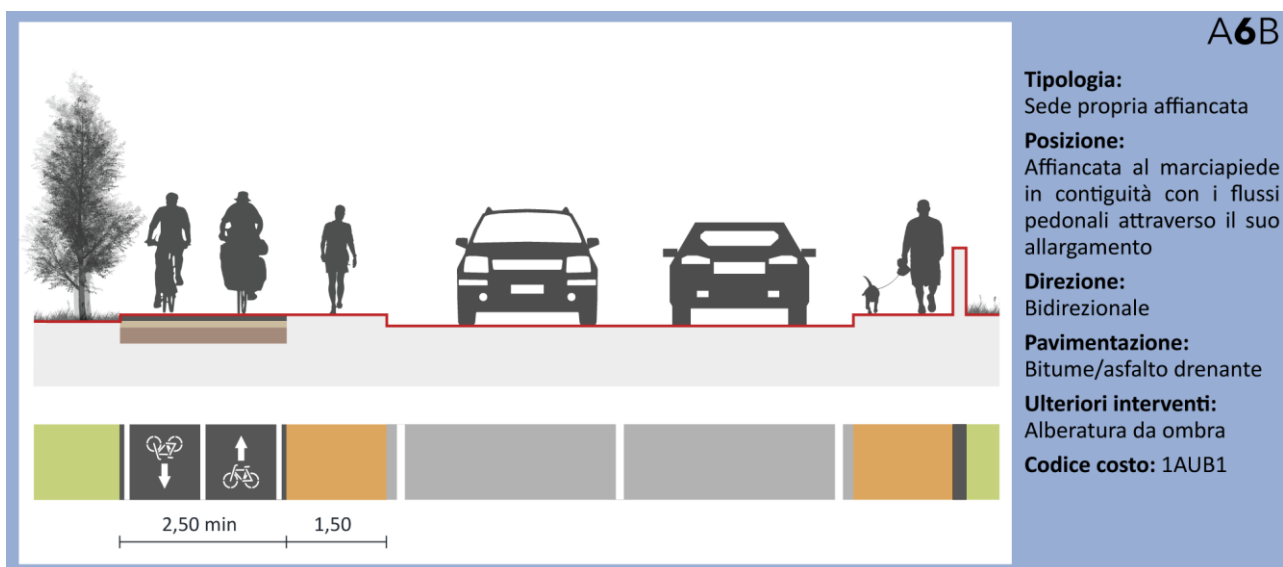 A6B
Tipologia:
Sede propria affiancata
Posizione:
Affiancata al marciapiede
in contiguità con i flussi
pedonali attraverso il suo
allargamento
Direzione:
Bidirezionale
Pavimentazione:
Bitume/asfalto drenante
Ulteriori interventi:
Alberatura da ombra
Codice costo: 1AUB1
2,50 min
1,50